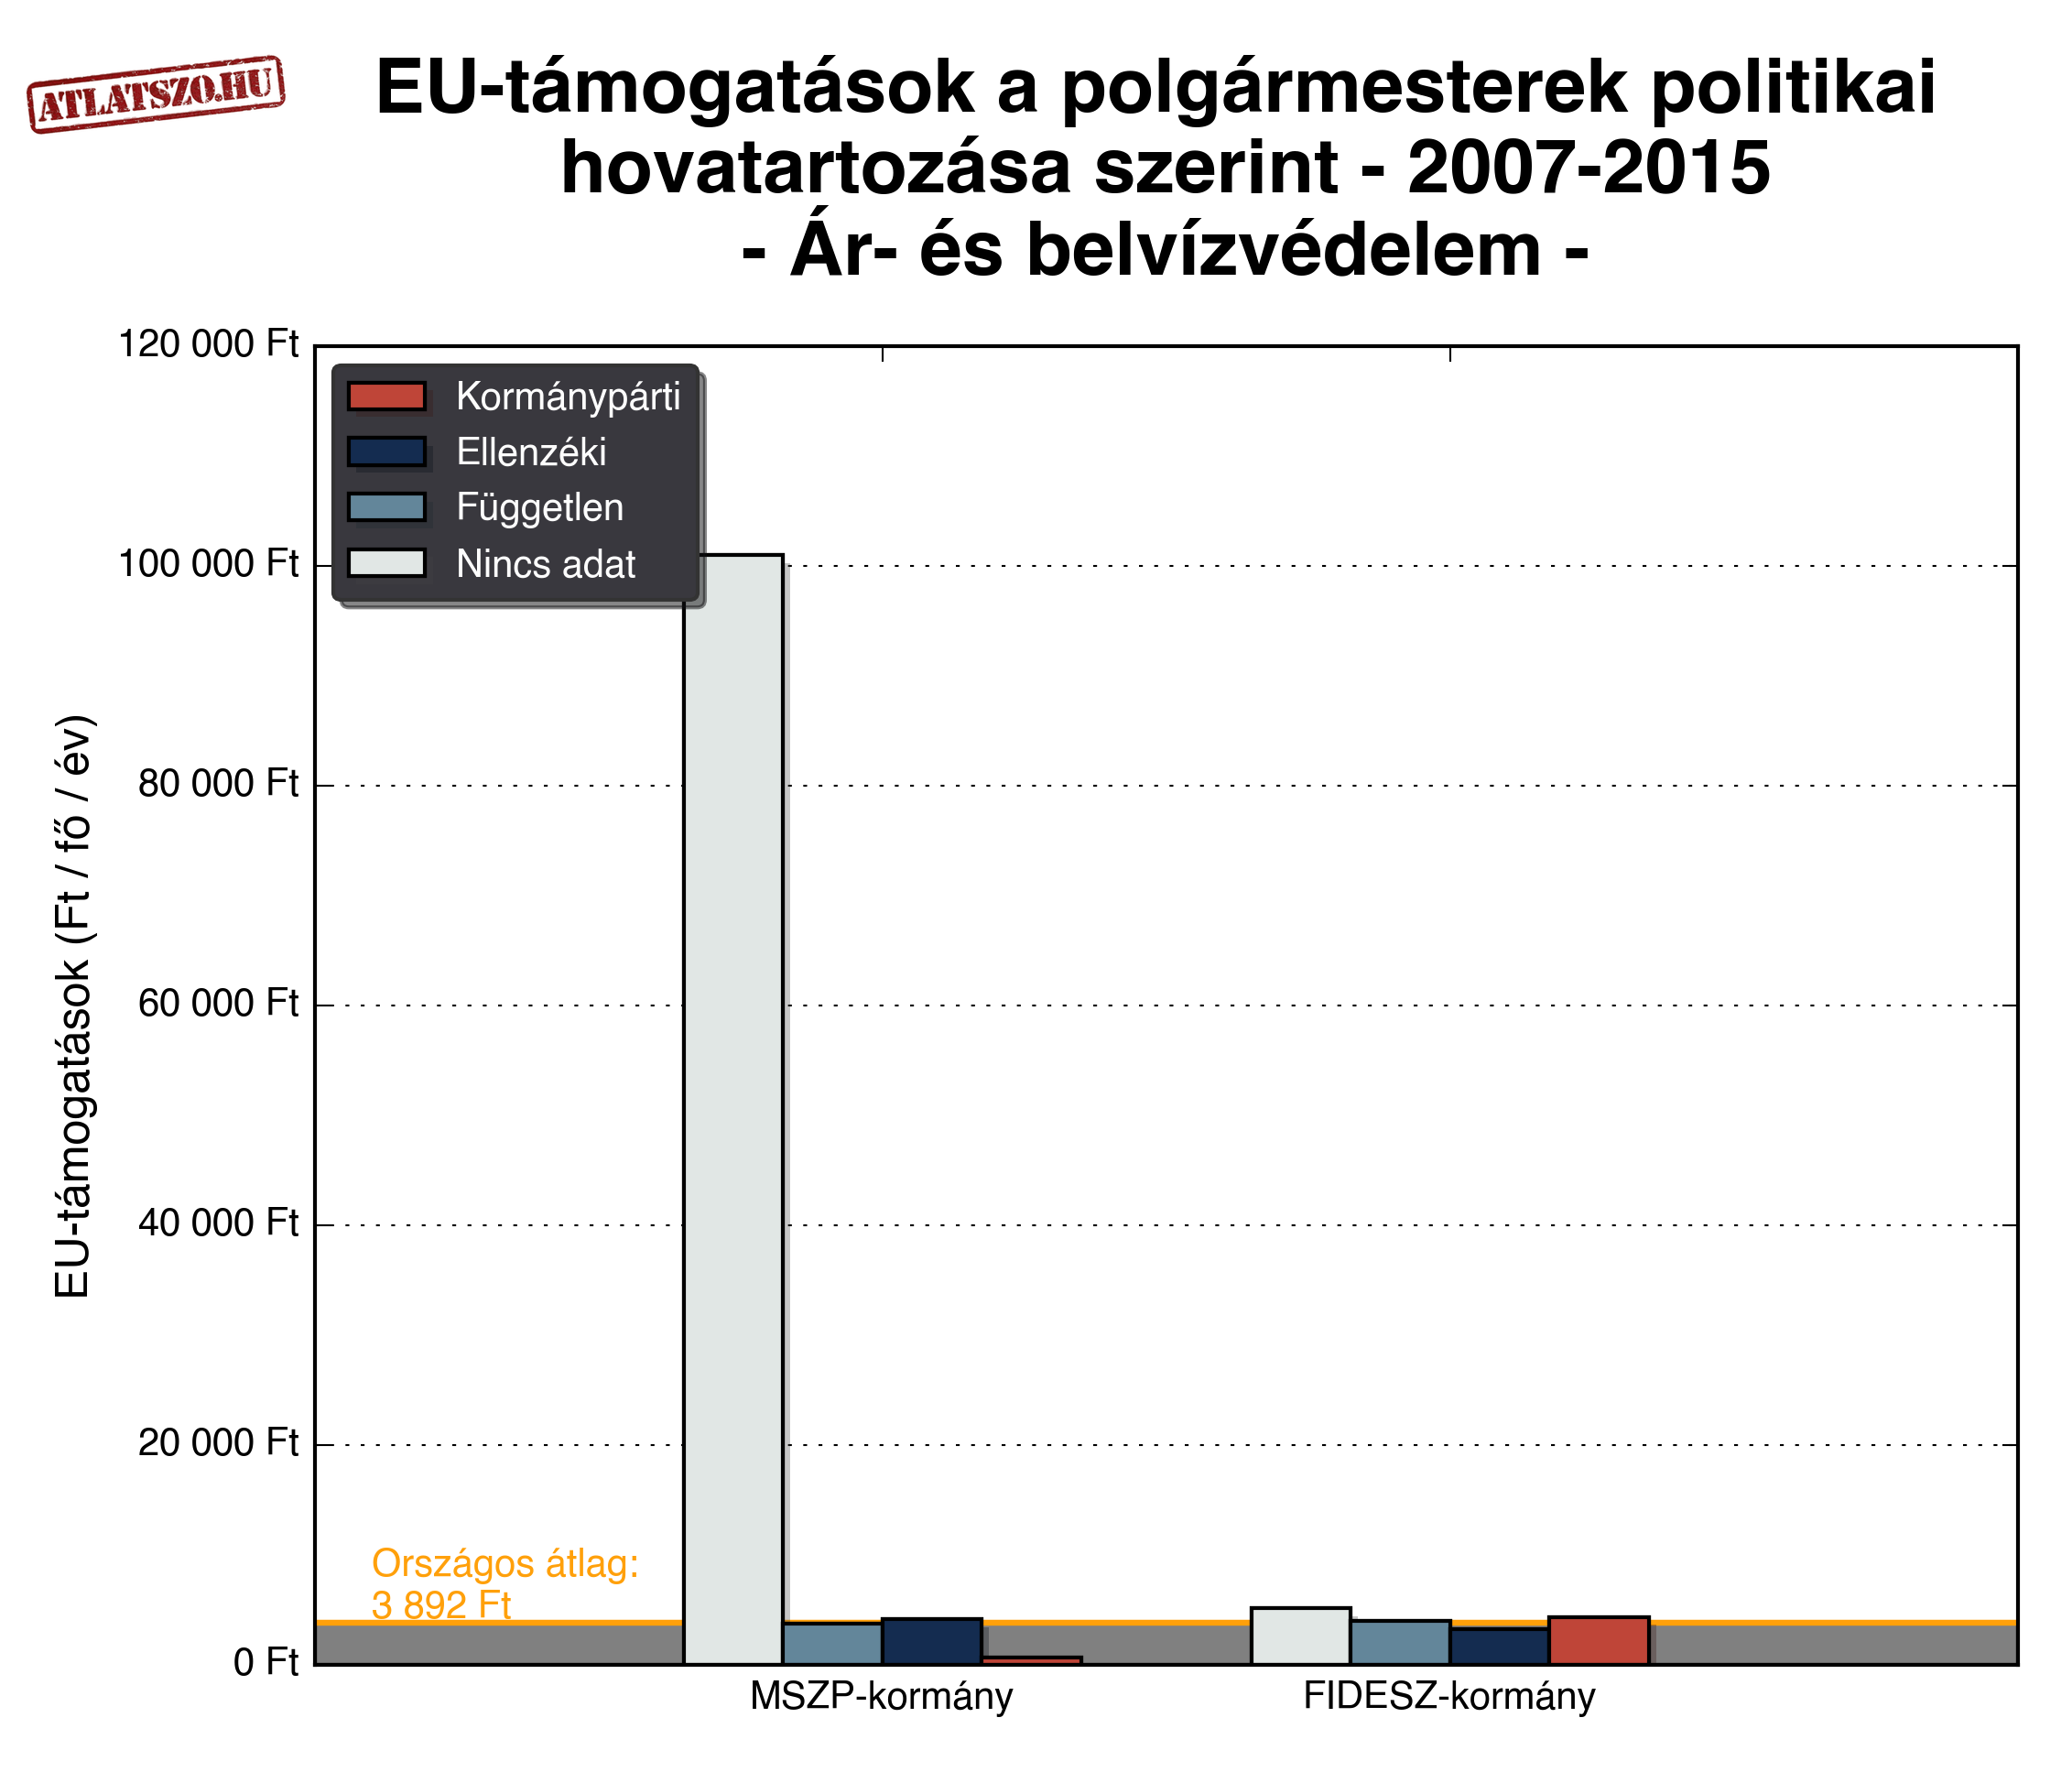 ATLATSZO.HU
EU-támogatások a polgármesterek politikai
hovatartozása szerint - 2007-2015
- Ár- és belvízvédelem -
120 000 Ft
100 000 Ft
80 000 Ft
60 000 Ft
40 000 Ft
20 000 Ft
0 Ft
EU-támogatások (Ft / fő / év)
Kormánypárti
Ellenzéki
Független
Nincs adat
Országos átlag:
3 892 Ft
MSZP-kormány
FIDESZ-kormány